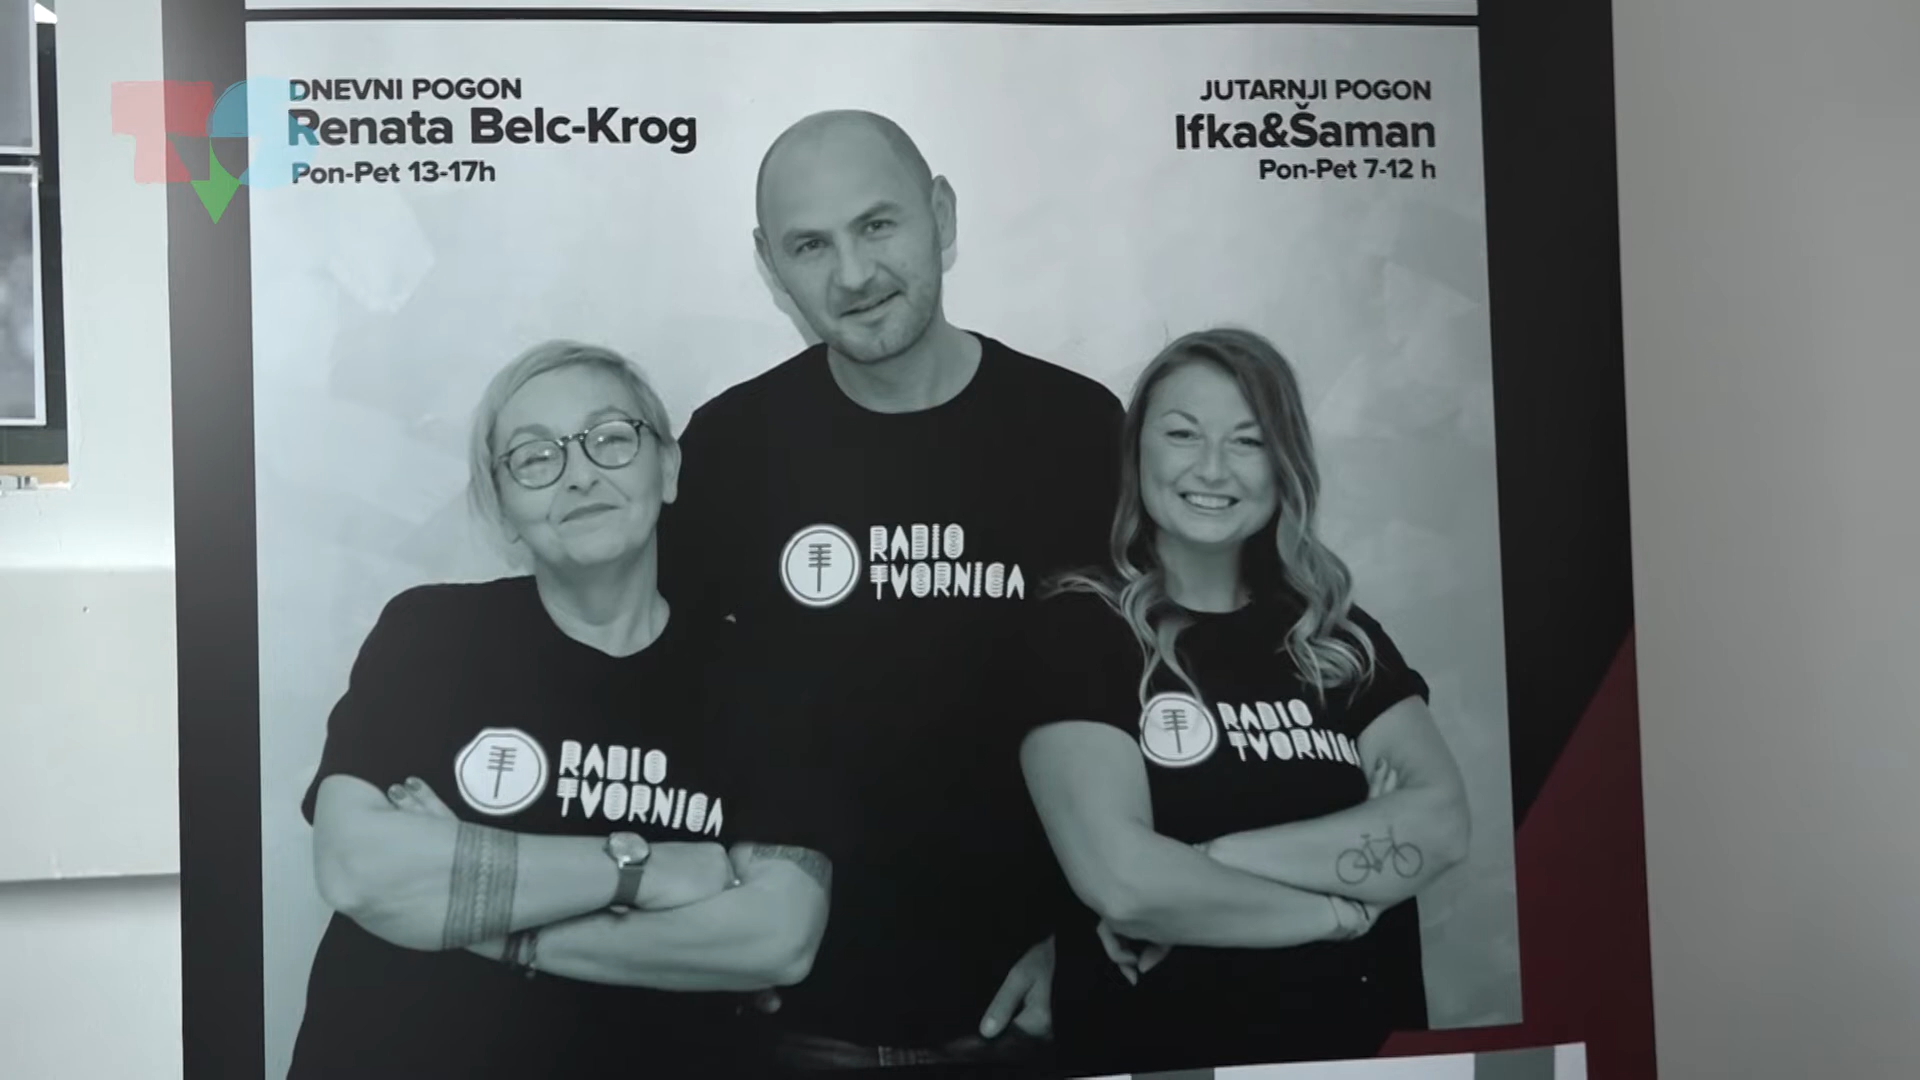 DNEVNI POGON
Renata Belc-Krog
Pon-Pet 13-17h
JUTARNJI POGON
Ifka&Šaman
Pon-Pet 7-12 h
RADIO
TVORNICA
RADIO
TVORNICA
RADIO
TVORNIC